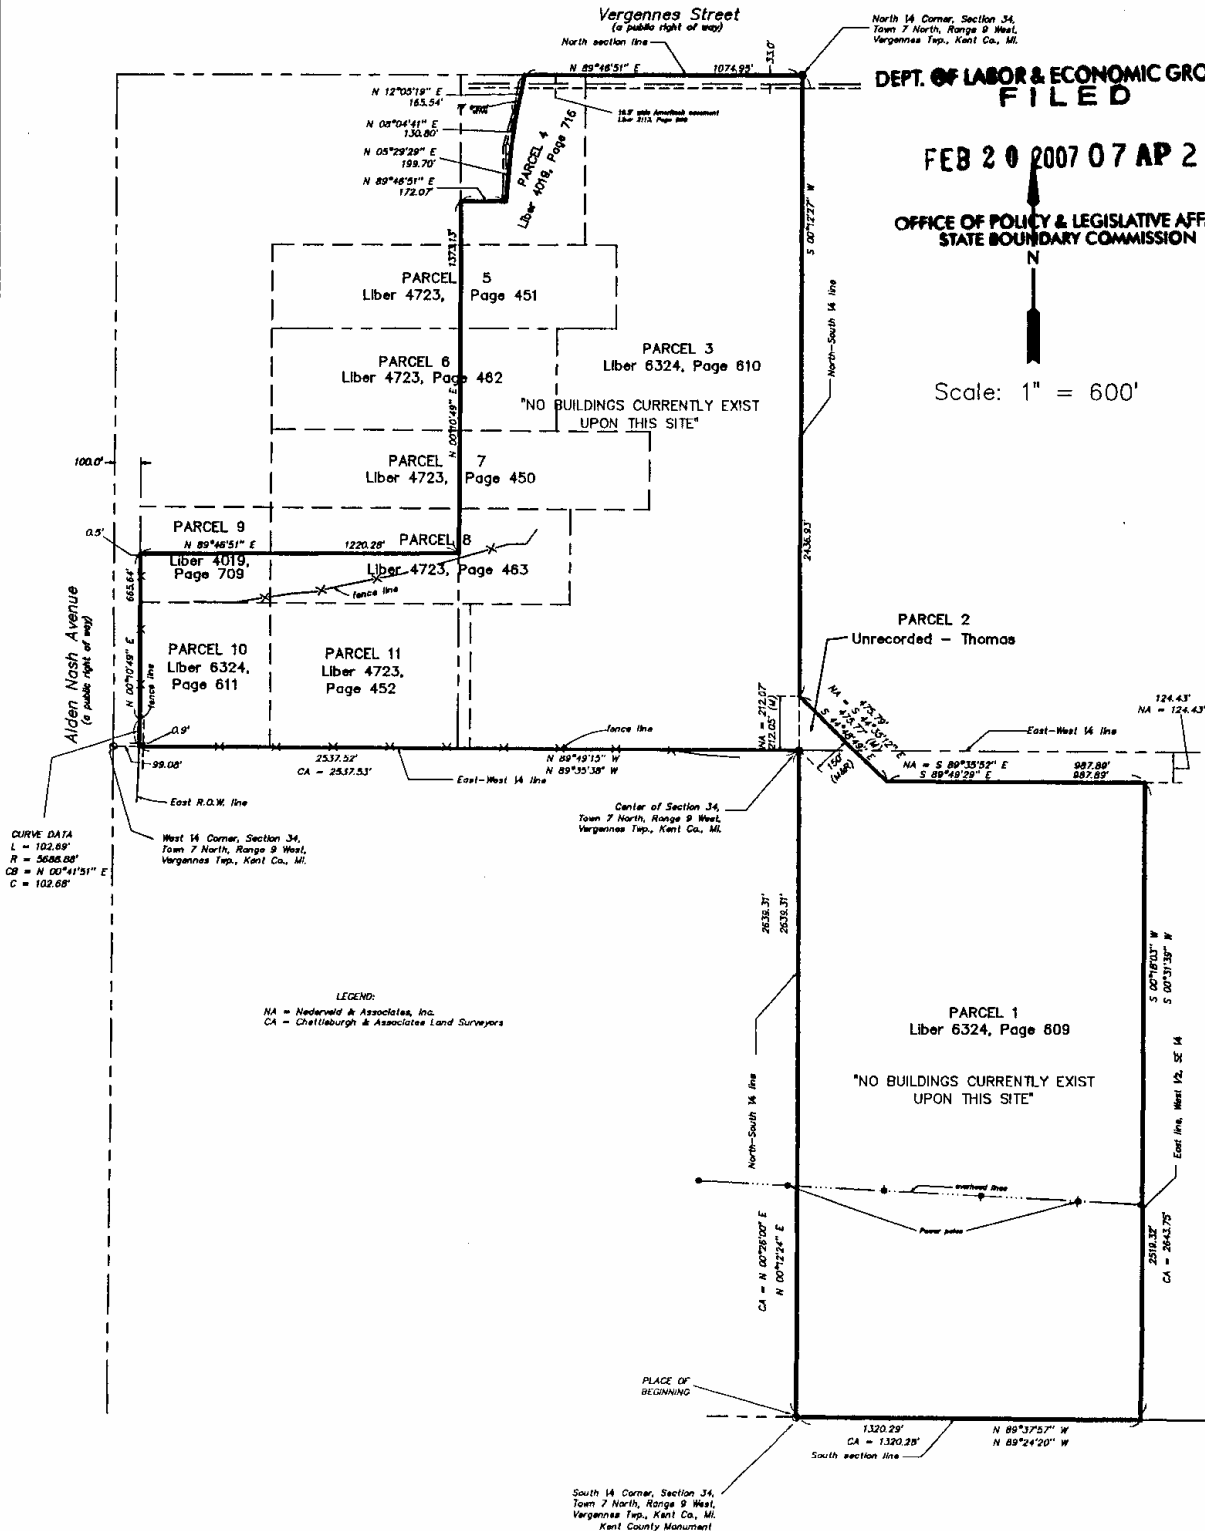 Vergennes Street
(a public right of way)
North section line
North 1/4 Corner, Section 34,
Town 7 North, Range 9 West,
Vergennes Twp., Kent Co., MI.
N 89°46'51" E 1074.95'
33.0'
DEPT. OF LABOR & ECONOMIC GRO
FILED
FEB 20 2007 07 AP 2
OFFICE OF POLICY & LEGISLATIVE AFF
STATE BOUNDARY COMMISSION
N
Scale: 1" = 600'
N 12°05'19" E
165.54'
N 08°04'41" E
130.80'
N 05°29'29" E
199.70'
N 89°46'51" E
172.07'
PARCEL 4
Liber 4019, Page 716
S 00°12'27" W
North-South 1/4 line
2436.93'
1373.13'
N 00°10'49" E
PARCEL 5
Liber 4723, Page 451
PARCEL 6
Liber 4723, Page 462
PARCEL 3
Liber 6324, Page 610
"NO BUILDINGS CURRENTLY EXIST
UPON THIS SITE"
PARCEL 7
Liber 4723, Page 450
100.0'
0.5'
PARCEL 9
N 89°46'51" E 1220.28'
Liber 4019,
Page 709
PARCEL 8
Liber 4723, Page 463
fence line
665.64'
N 00°10'49" E
fence line
Alden Nash Avenue
(a public right of way)
PARCEL 10
Liber 6324,
Page 611
PARCEL 11
Liber 4723,
Page 452
PARCEL 2
Unrecorded - Thomas
NA = 212.07'
212.05' (M)
NA = S 44°35'12" E
475.79'
475.77' (M)
S 44°48'49" E
150'
(M&R)
124.43'
NA = 124.43'
East-West 1/4 line
NA = S 89°35'52" E 987.89'
S 89°49'29" E 987.89'
0.9'
99.08'
fence line
2537.52' N 89°49'15" W
CA = 2537.53' N 89°35'38" W
East-West 1/4 line
East R.O.W. line
CURVE DATA
L = 102.69'
R = 5688.88'
CB = N 00°41'51" E
C = 102.68'
West 1/4 Corner, Section 34,
Town 7 North, Range 9 West,
Vergennes Twp., Kent Co., MI.
Center of Section 34,
Town 7 North, Range 9 West,
Vergennes Twp., Kent Co., MI.
2639.31'
2639.31'
S 00°18'03" W
S 00°31'39" W
LEGEND:
NA = Nederveld & Associates, Inc.
CA = Chettleburgh & Associates Land Surveyors
PARCEL 1
Liber 6324, Page 609
"NO BUILDINGS CURRENTLY EXIST
UPON THIS SITE"
North-South 1/4 line
East line, West 1/2, SE 1/4
overhead lines
Power poles
CA = N 00°26'00" E
N 00°12'24" E
2519.32'
CA = 2643.75'
PLACE OF
BEGINNING
1320.29' N 89°37'57" W
CA = 1320.28' N 89°24'20" W
South section line
South 1/4 Corner, Section 34,
Town 7 North, Range 9 West,
Vergennes Twp., Kent Co., MI.
Kent County Monument